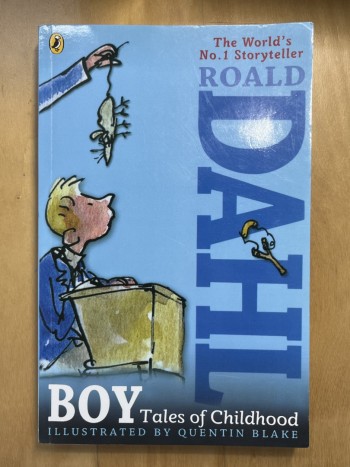 The World's
No.1 Storyteller
ROALD
DAHL
BOY
Tales of Childhood
ILLUSTRATED BY QUENTIN BLAKE